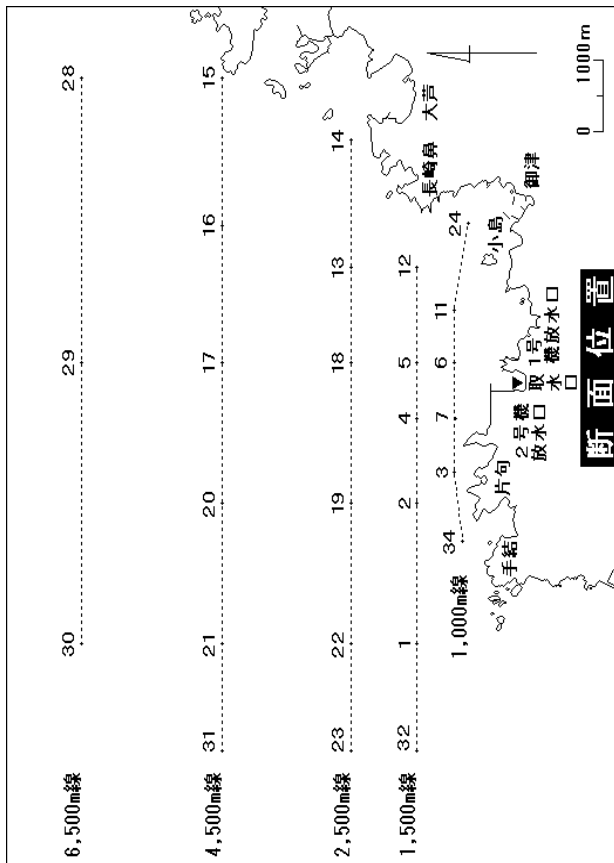 6,500m線 30 29 28
4,500m線 31 21 20 17 16 15
2,500m線 23 22 19 18 13 14
1,500m線 32 1 2 4 5 12
1,000m線 34 3 7 6 11 24
手結
片句
2号機
放水口
取
水
口
1号
機放水口
小島
御津
長崎鼻
大芦
0 1000m
断面位置